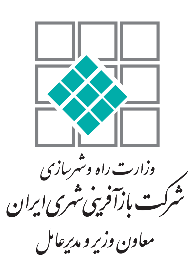 وزارت راه و شهرسازی
شرکت بازآفرینی شهری ایران
معاون وزیر و مدیرعامل